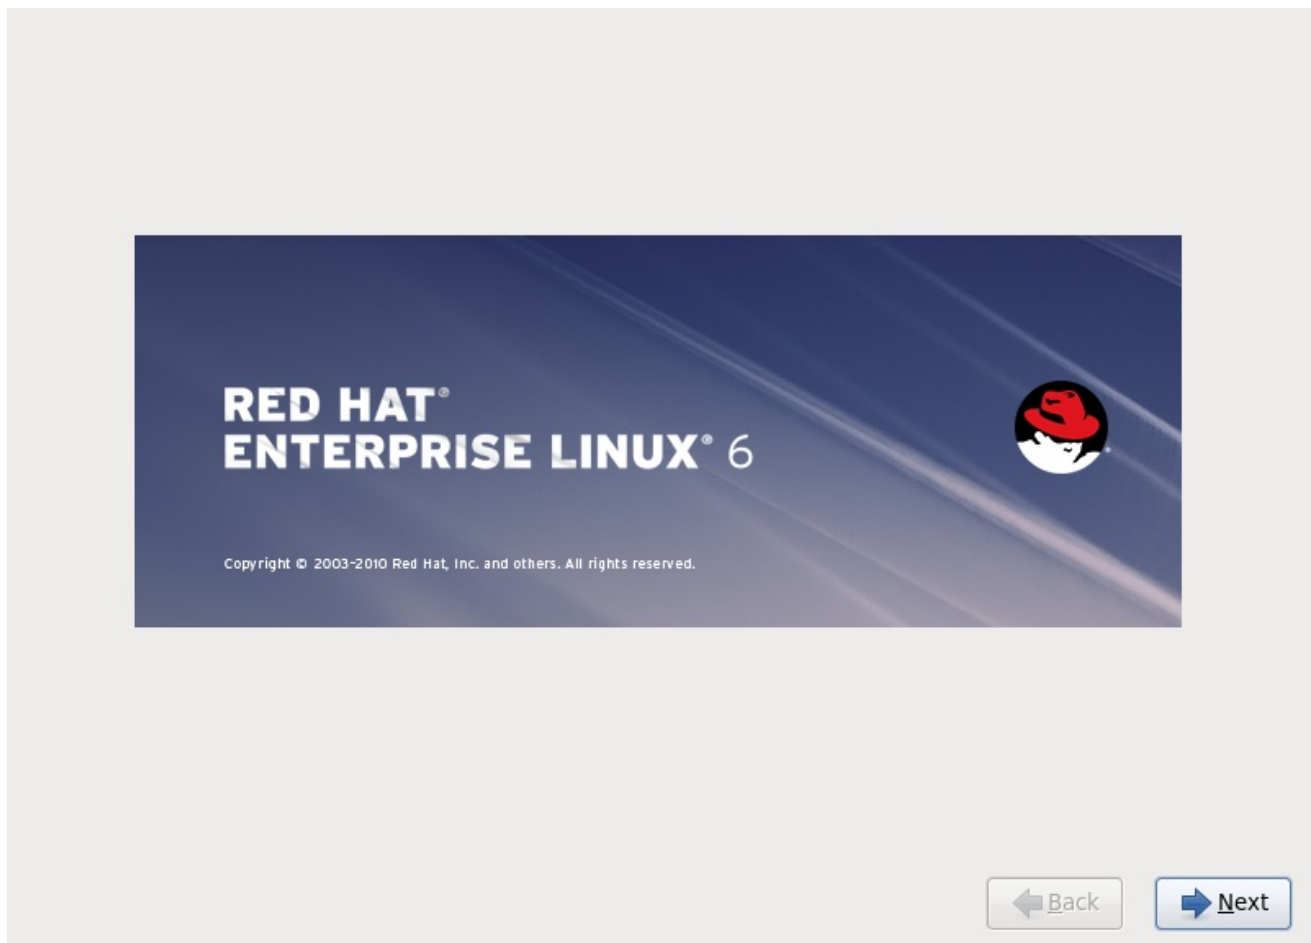 RED HAT®
ENTERPRISE LINUX® 6
Copyright © 2003-2010 Red Hat, Inc. and others. All rights reserved.
Back
Next